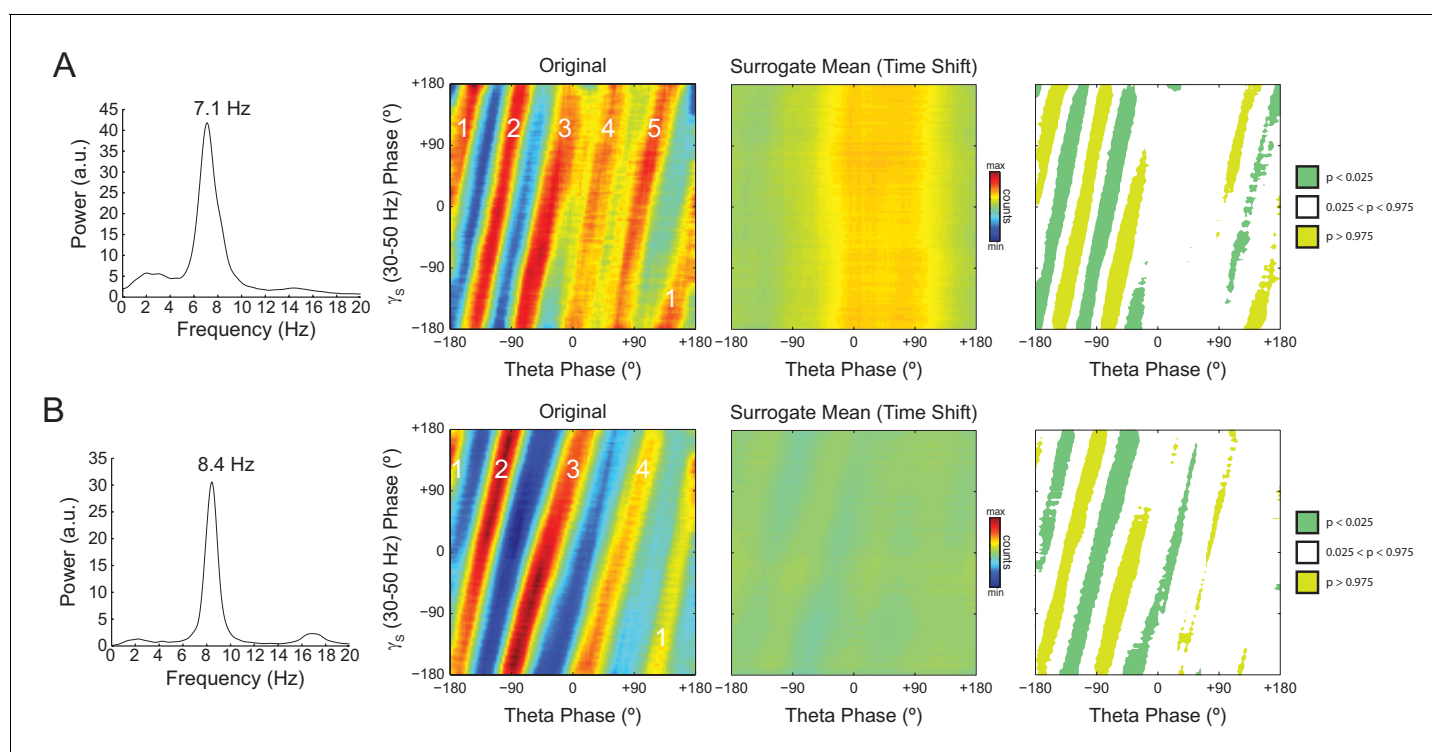 A
7.1 Hz
Power (a.u.)
45
40
35
30
25
20
15
10
5
0
0 2 4 6 8 10 12 14 16 18 20
Frequency (Hz)
Original
γs (30-50 Hz) Phase (º)
+180
+90
0
−90
−180
1 2 3 4 5
1
−180 −90 0 +90 +180
Theta Phase (º)
Surrogate Mean (Time Shift)
−180 −90 0 +90 +180
Theta Phase (º)
max
counts
min
−180 −90 0 +90 +180
Theta Phase (º)
p < 0.025
0.025 < p < 0.975
p > 0.975
B
8.4 Hz
Power (a.u.)
35
30
25
20
15
10
5
0
0 2 4 6 8 10 12 14 16 18 20
Frequency (Hz)
Original
γs (30-50 Hz) Phase (º)
+180
+90
0
−90
−180
1 2 3 4
1
−180 −90 0 +90 +180
Theta Phase (º)
Surrogate Mean (Time Shift)
−180 −90 0 +90 +180
Theta Phase (º)
max
counts
min
−180 −90 0 +90 +180
Theta Phase (º)
p < 0.025
0.025 < p < 0.975
p > 0.975